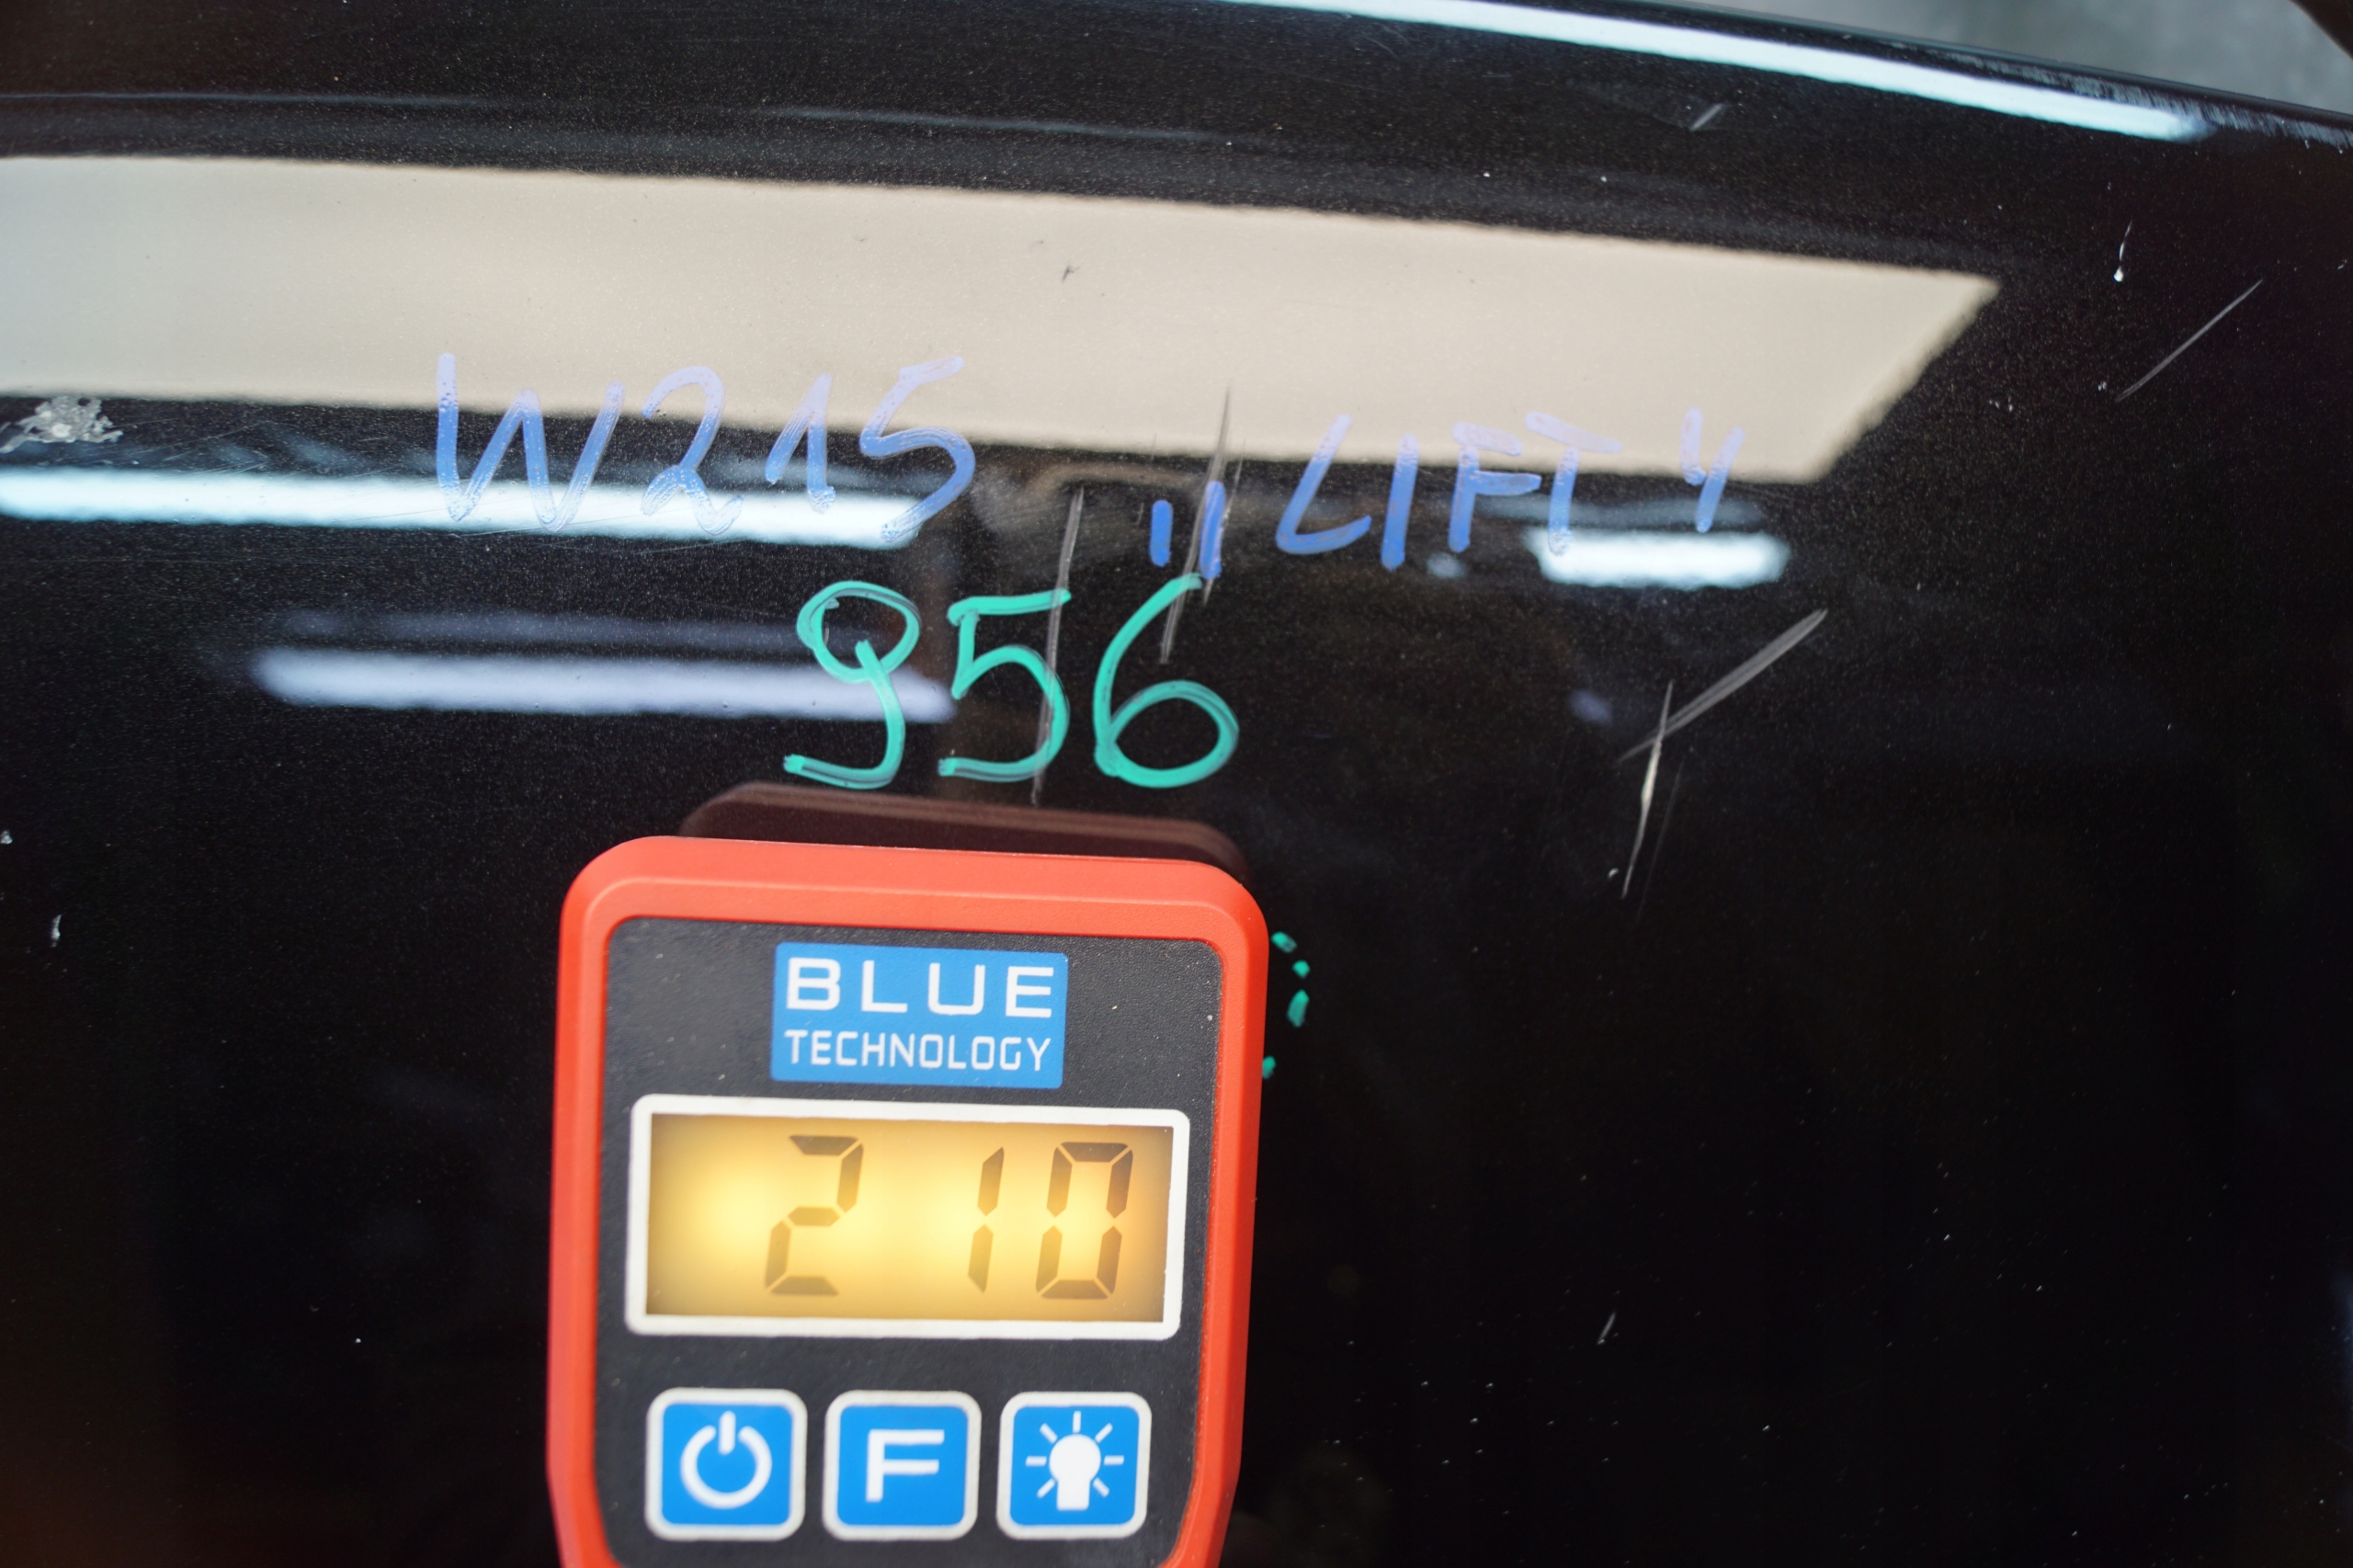 W215 „LIFT"
956
BLUE
TECHNOLOGY
210
F